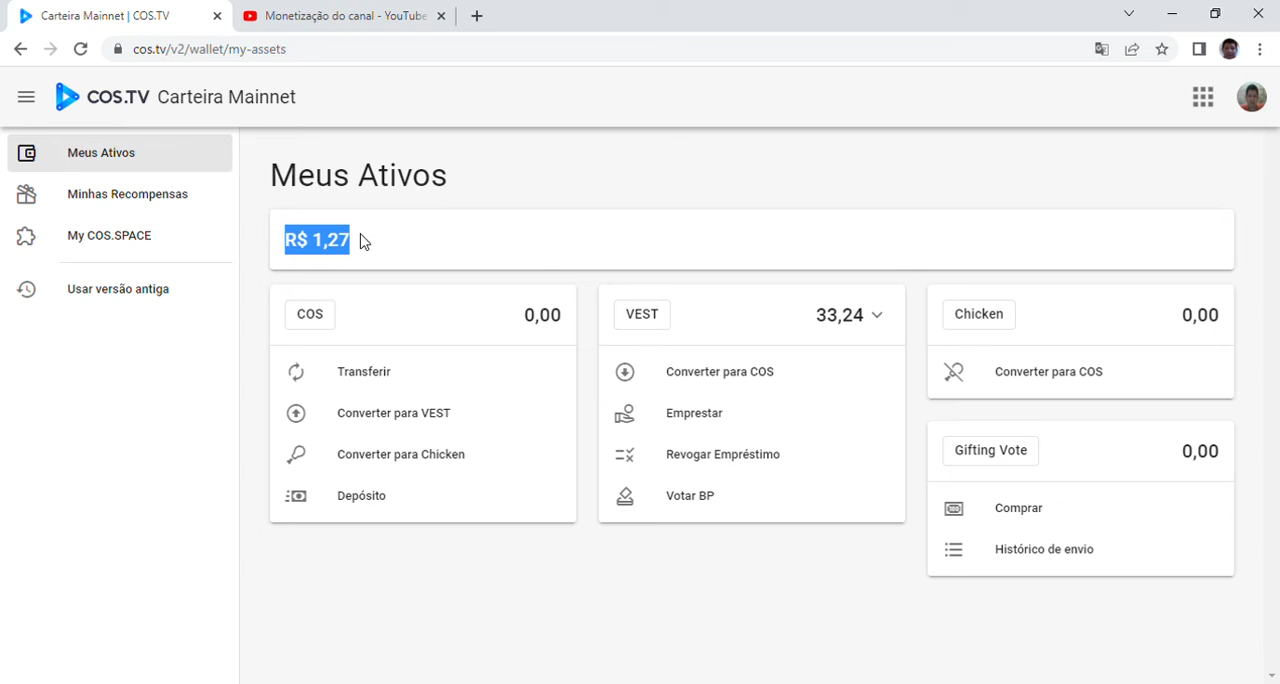 Carteira Mainnet | COS.TV
Monetização do canal - YouTube
cos.tv/v2/wallet/my-assets
COS.TV Carteira Mainnet
Meus Ativos
Minhas Recompensas
My COS.SPACE
Usar versão antiga
Meus Ativos
R$ 1,27
COS 0,00
Transferir
Converter para VEST
Converter para Chicken
Depósito
VEST 33,24
Converter para COS
Emprestar
Revogar Empréstimo
Votar BP
Chicken 0,00
Converter para COS
Gifting Vote 0,00
Comprar
Histórico de envio